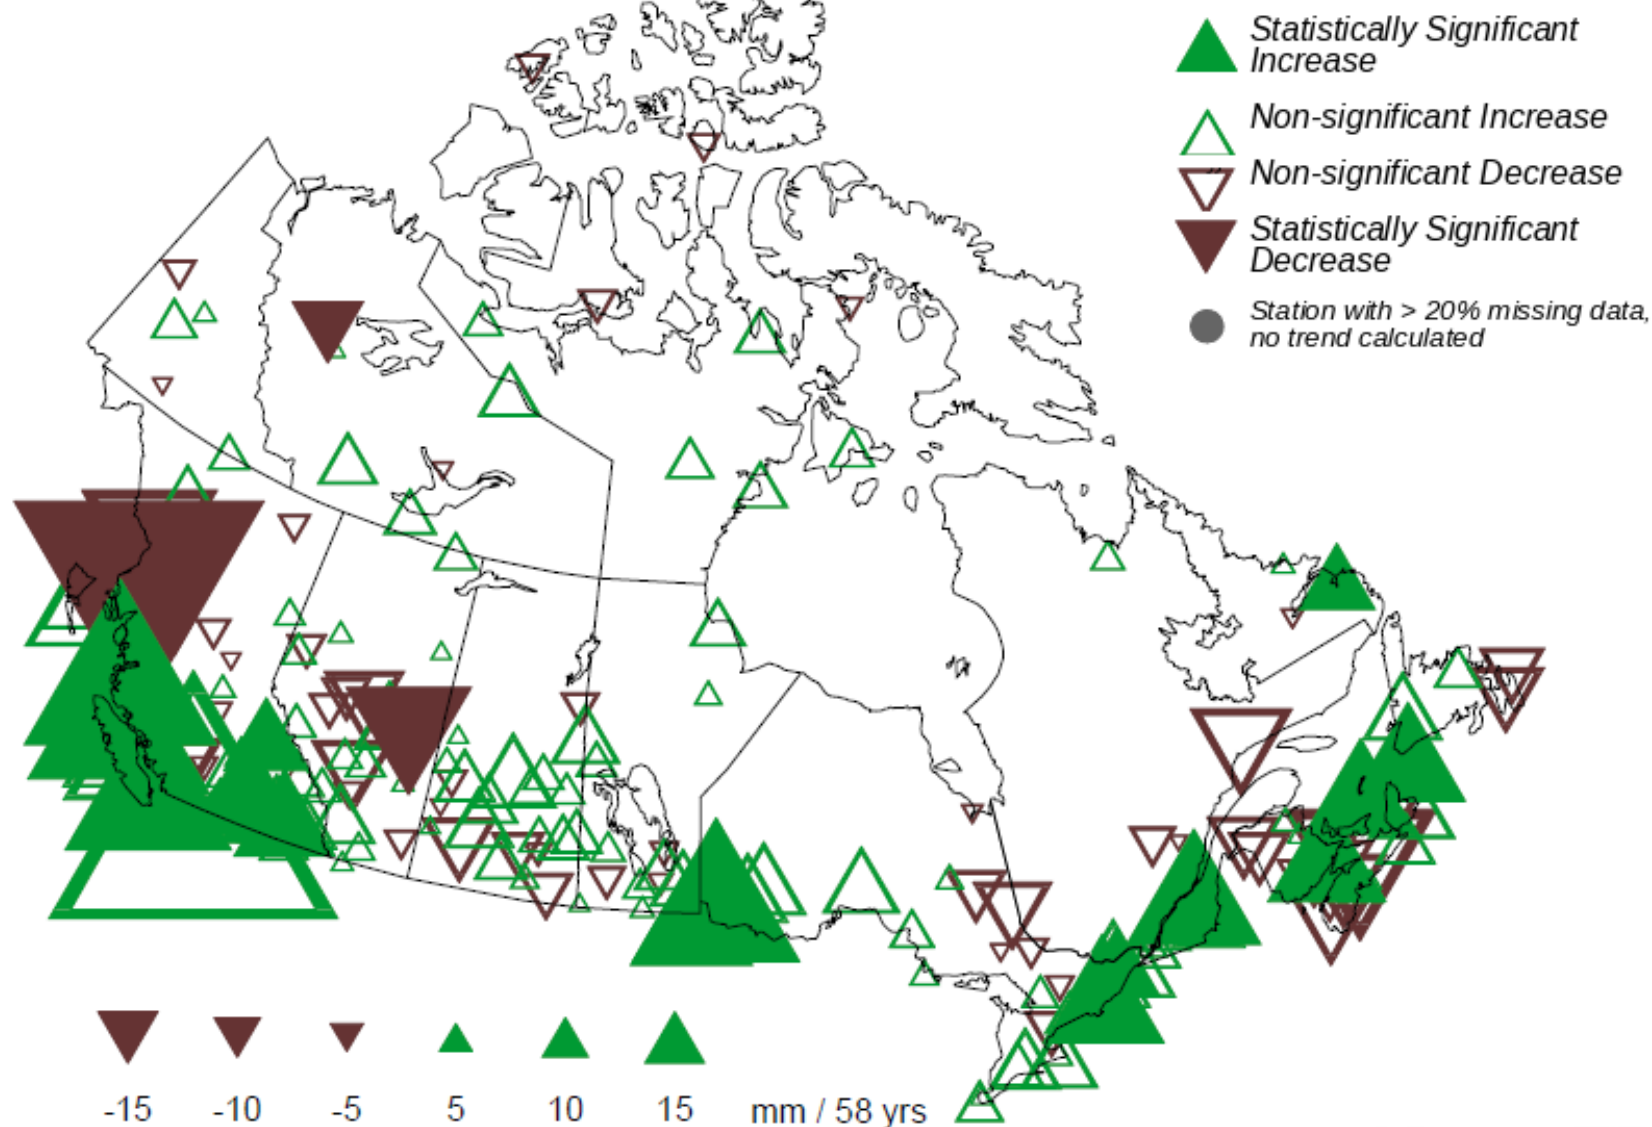 Statistically Significant
Increase
Non-significant Increase
Non-significant Decrease
Statistically Significant
Decrease
Station with > 20% missing data,
no trend calculated
-15 -10 -5 5 10 15 mm / 58 yrs